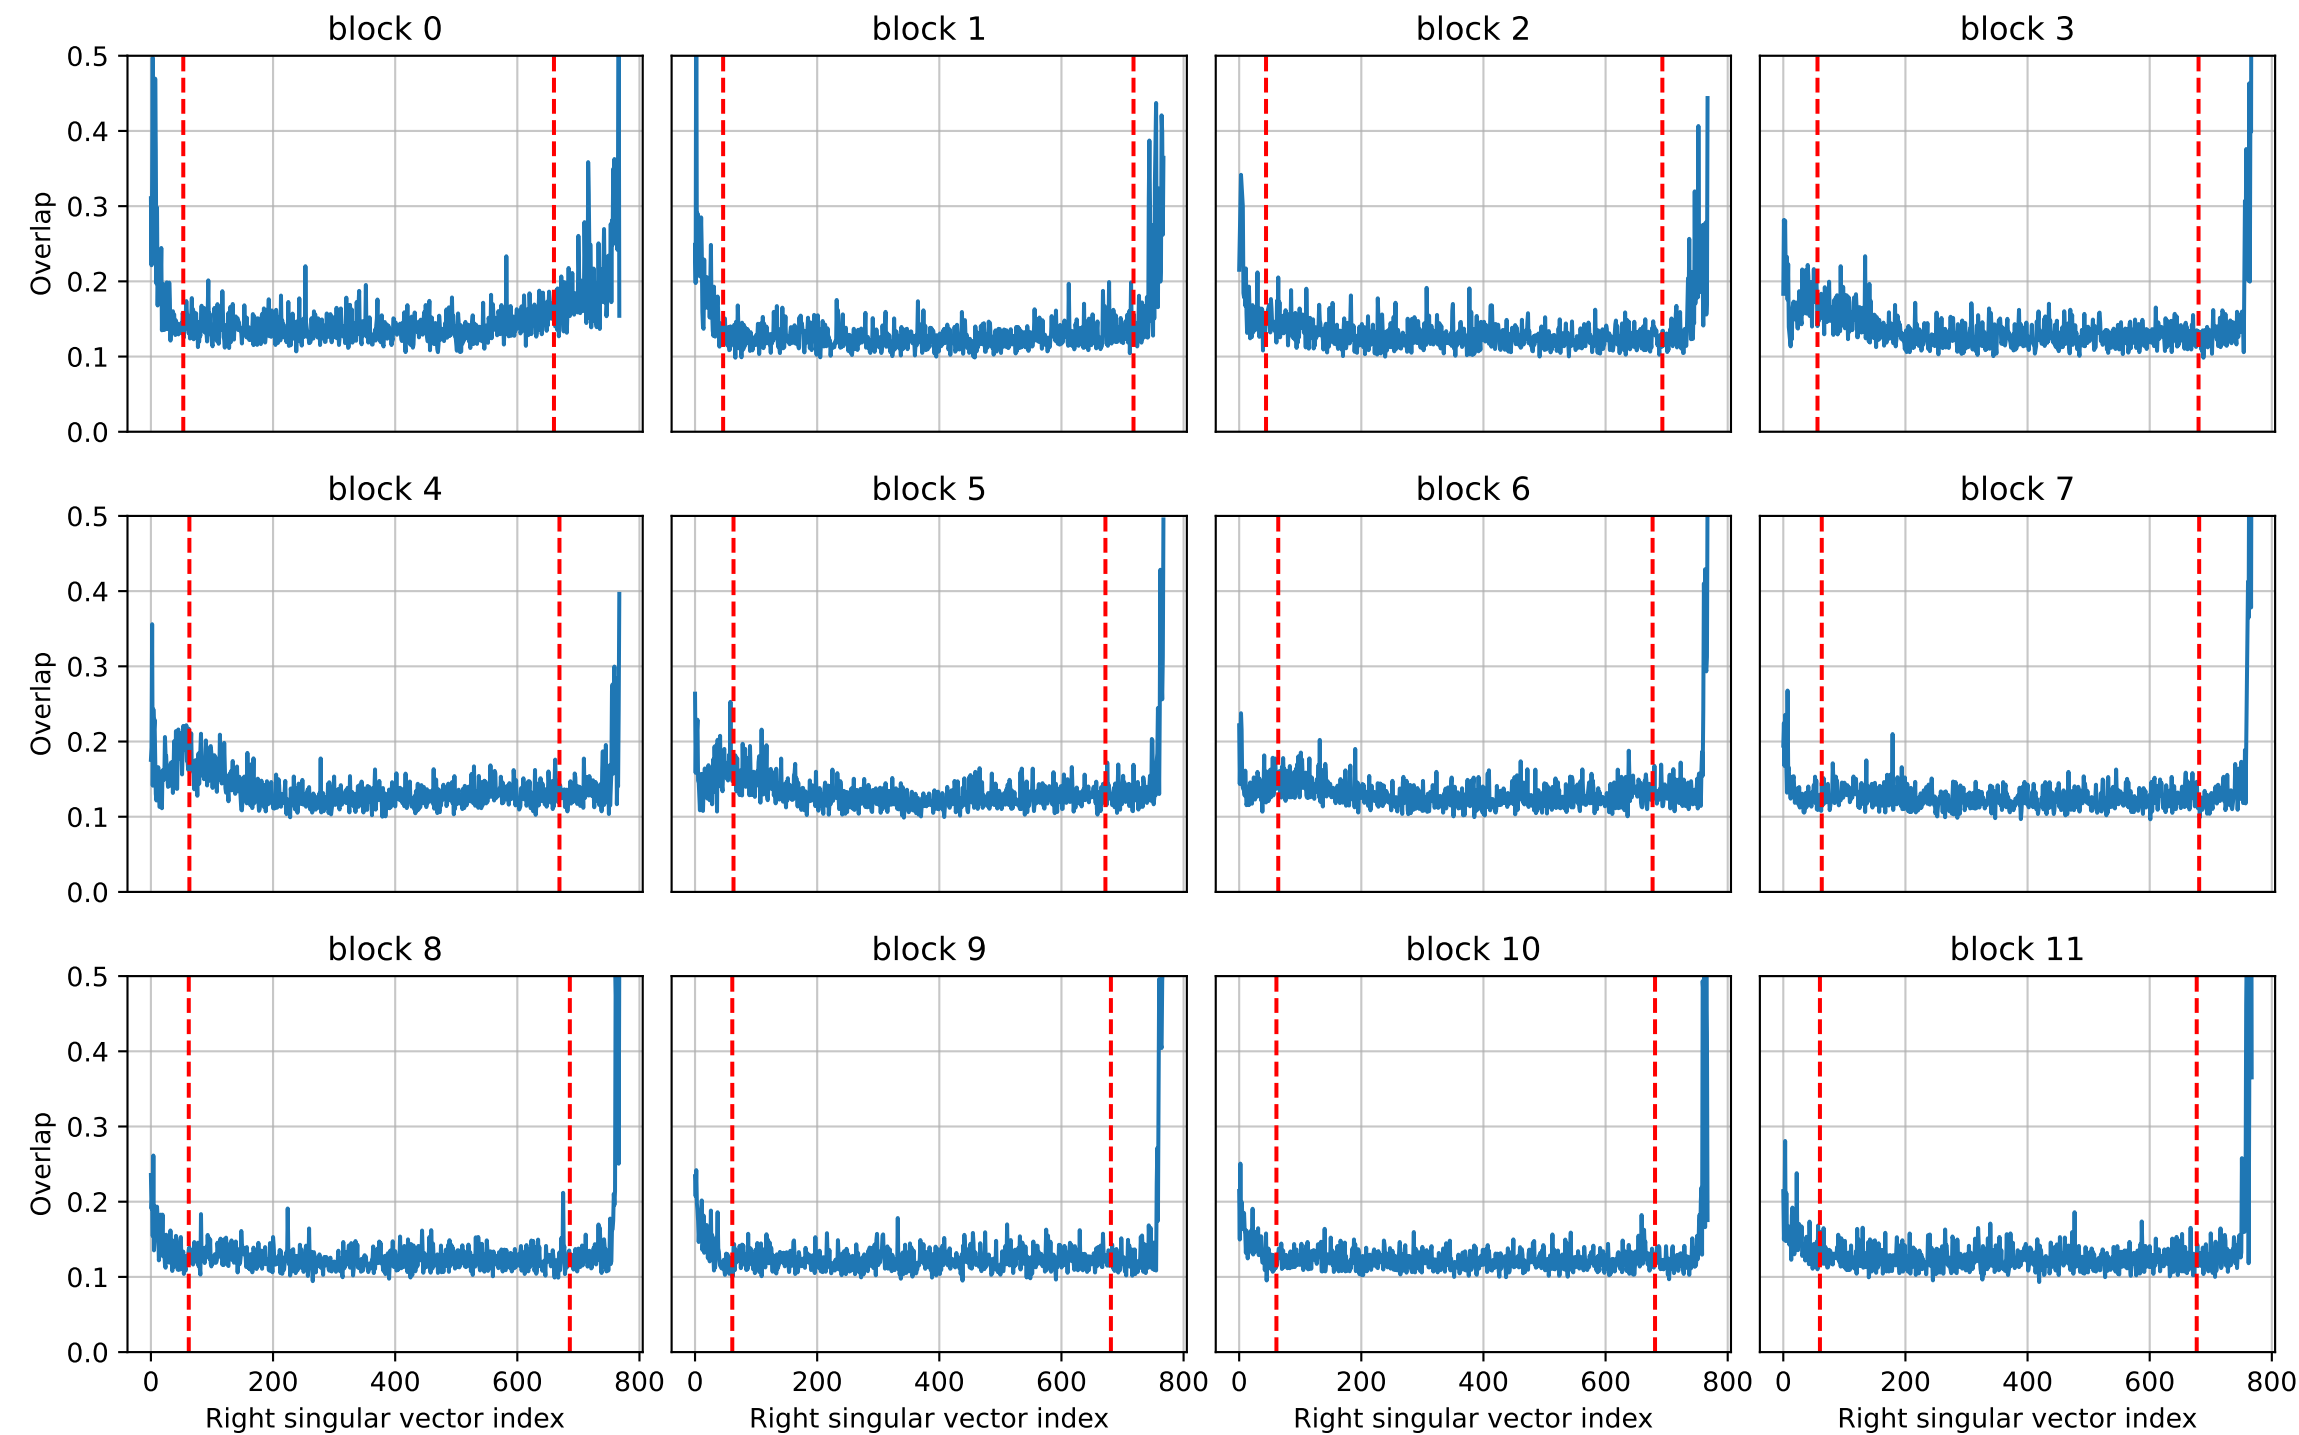 block 0
block 1
block 2
block 3
0.5
0.4
0.3
0.2
0.1
0.0
Overlap
block 4
block 5
block 6
block 7
0.5
0.4
0.3
0.2
0.1
0.0
Overlap
block 8
block 9
block 10
block 11
0.5
0.4
0.3
0.2
0.1
0.0
Overlap
0 200 400 600 800
0 200 400 600 800
0 200 400 600 800
0 200 400 600 800
Right singular vector index
Right singular vector index
Right singular vector index
Right singular vector index